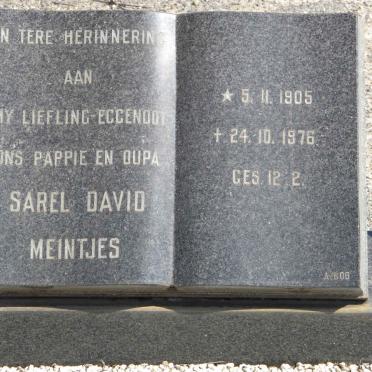 N TERE HERINNERING
AAN
MY LIEFLING-EGGENOOT
ONS PAPPIE EN OUPA
SAREL DAVID
MEINTJES
★ 5. 11. 1905
+ 24. 10. 1976
GES. 12. 2.